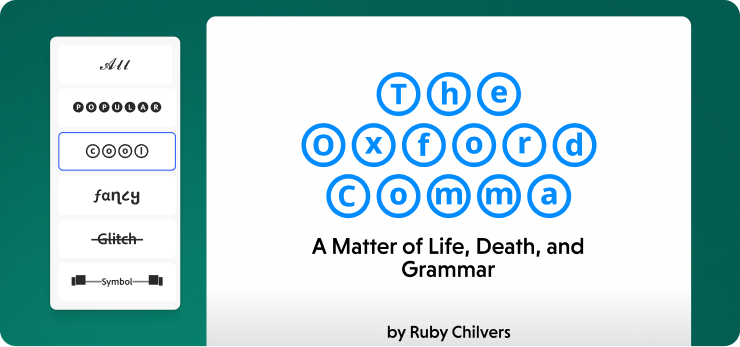 All
POPULAR
cool
fancy
Glitch
Symbol
The
Oxford
Comma
A Matter of Life, Death, and
Grammar
by Ruby Chilvers